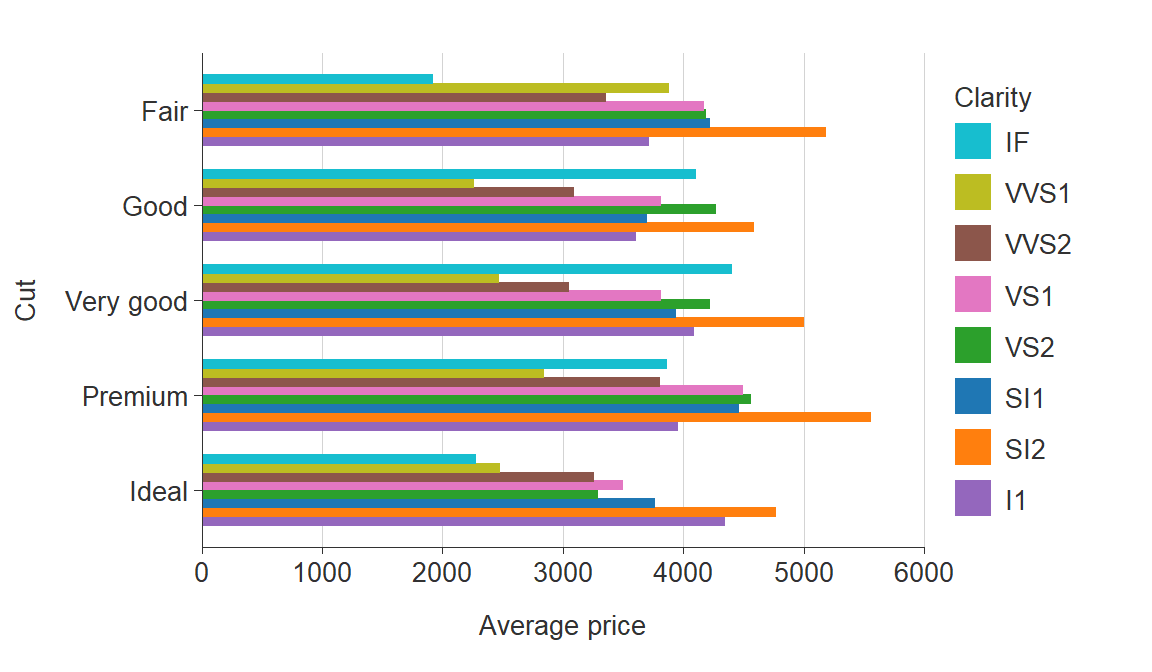 Fair
Good
Very good
Premium
Ideal
Cut
0 1000 2000 3000 4000 5000 6000
Average price
Clarity
IF
VVS1
VVS2
VS1
VS2
SI1
SI2
I1